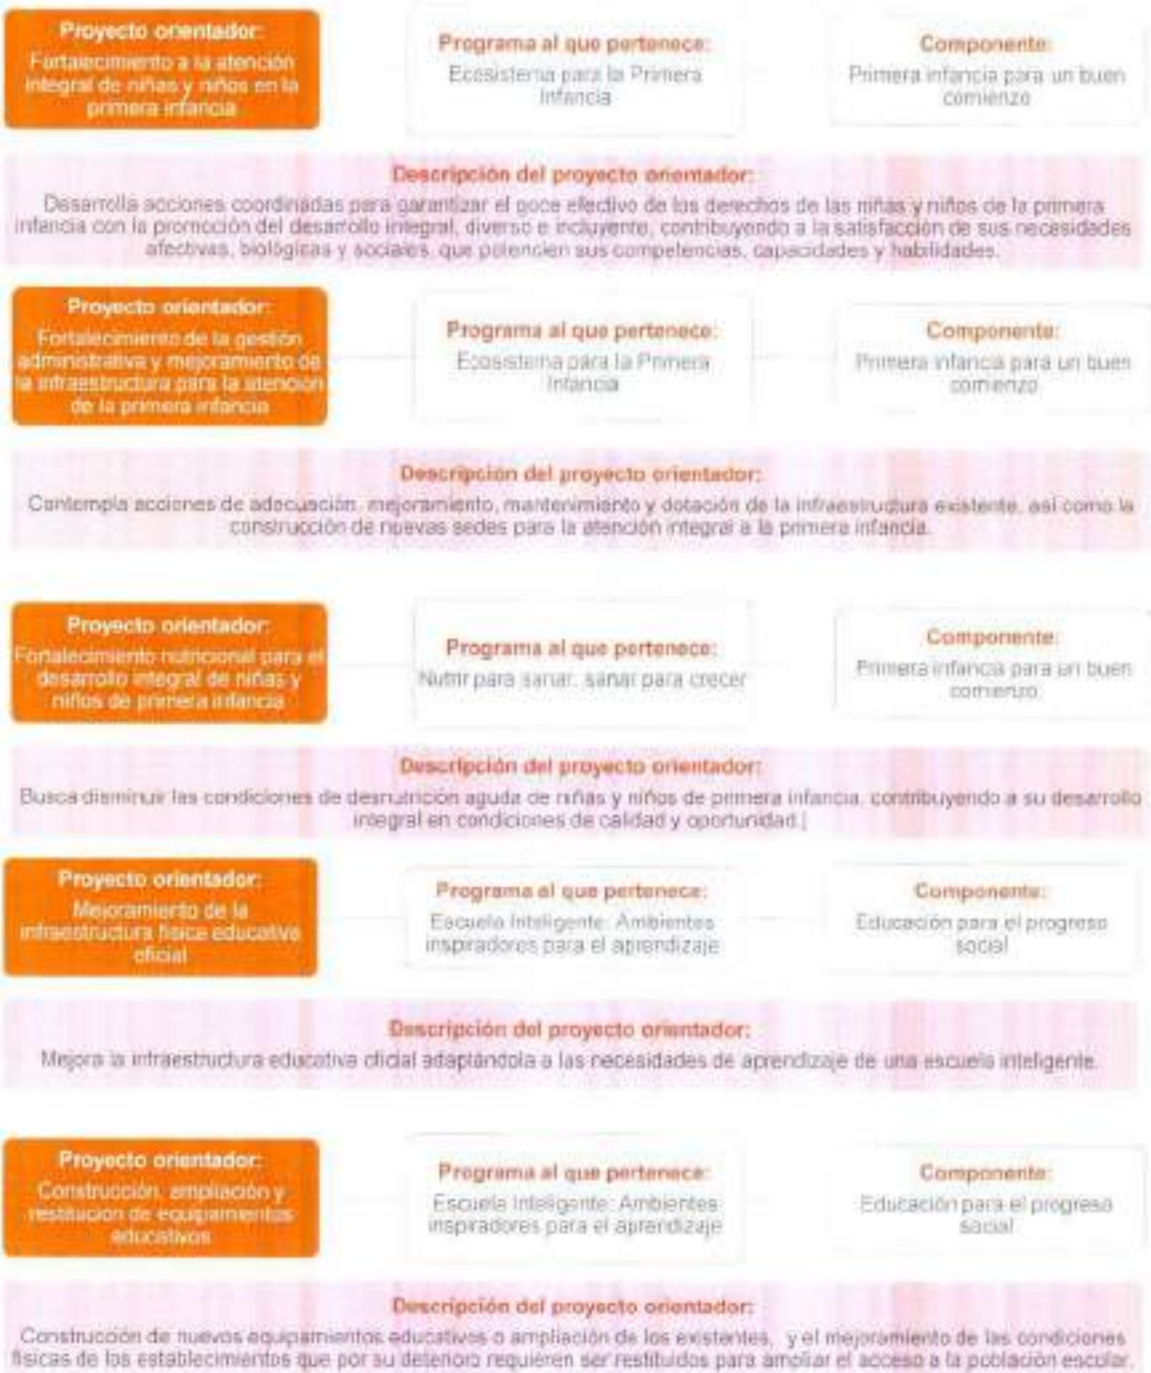 Proyecto orientador:
Fortalecimiento a la atención
integral de niñas y niños en la
primera infancia
Programa al que pertenece:
Ecosistema para la Primera
Infancia
Componente:
Primera infancia para un buen
comienzo
Descripción del proyecto orientador:
Desarrolla acciones coordinadas para garantizar el goce efectivo de los derechos de las niñas y niños de la primera
infancia con la promoción del desarrollo integral, diverso e incluyente, contribuyendo a la satisfacción de sus necesidades
afectivas, biológicas y sociales, que potencien sus competencias, capacidades y habilidades.
Proyecto orientador:
Fortalecimiento de la gestión
administrativa y mejoramiento de
la infraestructura para la atención
de la primera infancia
Programa al que pertenece:
Ecosistema para la Primera
Infancia
Componente:
Primera infancia para un buen
comienzo
Descripción del proyecto orientador:
Contempla acciones de adecuación, mejoramiento, mantenimiento y dotación de la infraestructura existente, así como la
construcción de nuevas sedes para la atención integral a la primera infancia.
Proyecto orientador:
Fortalecimiento nutricional para el
desarrollo integral de niñas y
niños de primera infancia
Programa al que pertenece:
Nutrir para sanar, sanar para crecer
Componente:
Primera infancia para un buen
comienzo
Descripción del proyecto orientador:
Busca disminuir las condiciones de desnutrición aguda de niñas y niños de primera infancia, contribuyendo a su desarrollo
integral en condiciones de calidad y oportunidad.|
Proyecto orientador:
Mejoramiento de la
infraestructura física educativa
oficial
Programa al que pertenece:
Escuela Inteligente: Ambientes
inspiradores para el aprendizaje
Componente:
Educación para el progreso
social
Descripción del proyecto orientador:
Mejora la infraestructura educativa oficial adaptándola a las necesidades de aprendizaje de una escuela inteligente.
Proyecto orientador:
Construcción, ampliación y
restitución de equipamientos
educativos
Programa al que pertenece:
Escuela Inteligente: Ambientes
inspiradores para el aprendizaje
Componente:
Educación para el progreso
social
Descripción del proyecto orientador:
Construcción de nuevos equipamientos educativos o ampliación de los existentes, y el mejoramiento de las condiciones
físicas de los establecimientos que por su deterioro requieren ser restituidos para ampliar el acceso a la población escolar.